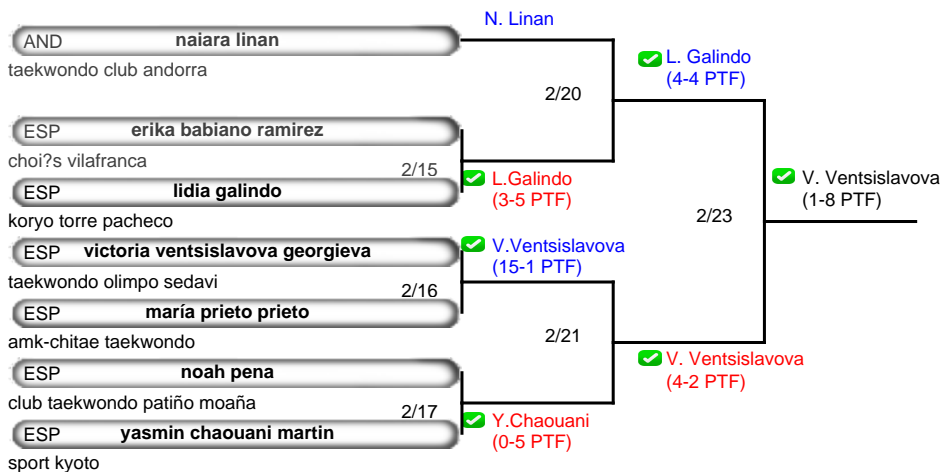 N. Linan
AND naiara linan
taekwondo club andorra
L. Galindo
(4-4 PTF)
2/20
ESP erika babiano ramirez
choi?s vilafranca
2/15
ESP lidia galindo
koryo torre pacheco
L.Galindo
(3-5 PTF)
V. Ventsislavova
(1-8 PTF)
2/23
ESP victoria ventsislavova georgieva
taekwondo olimpo sedavi
V.Ventsislavova
(15-1 PTF)
2/16
ESP maría prieto prieto
amk-chitae taekwondo
2/21
V. Ventsislavova
(4-2 PTF)
ESP noah pena
club taekwondo patiño moaña
2/17
ESP yasmin chaouani martin
sport kyoto
Y.Chaouani
(0-5 PTF)